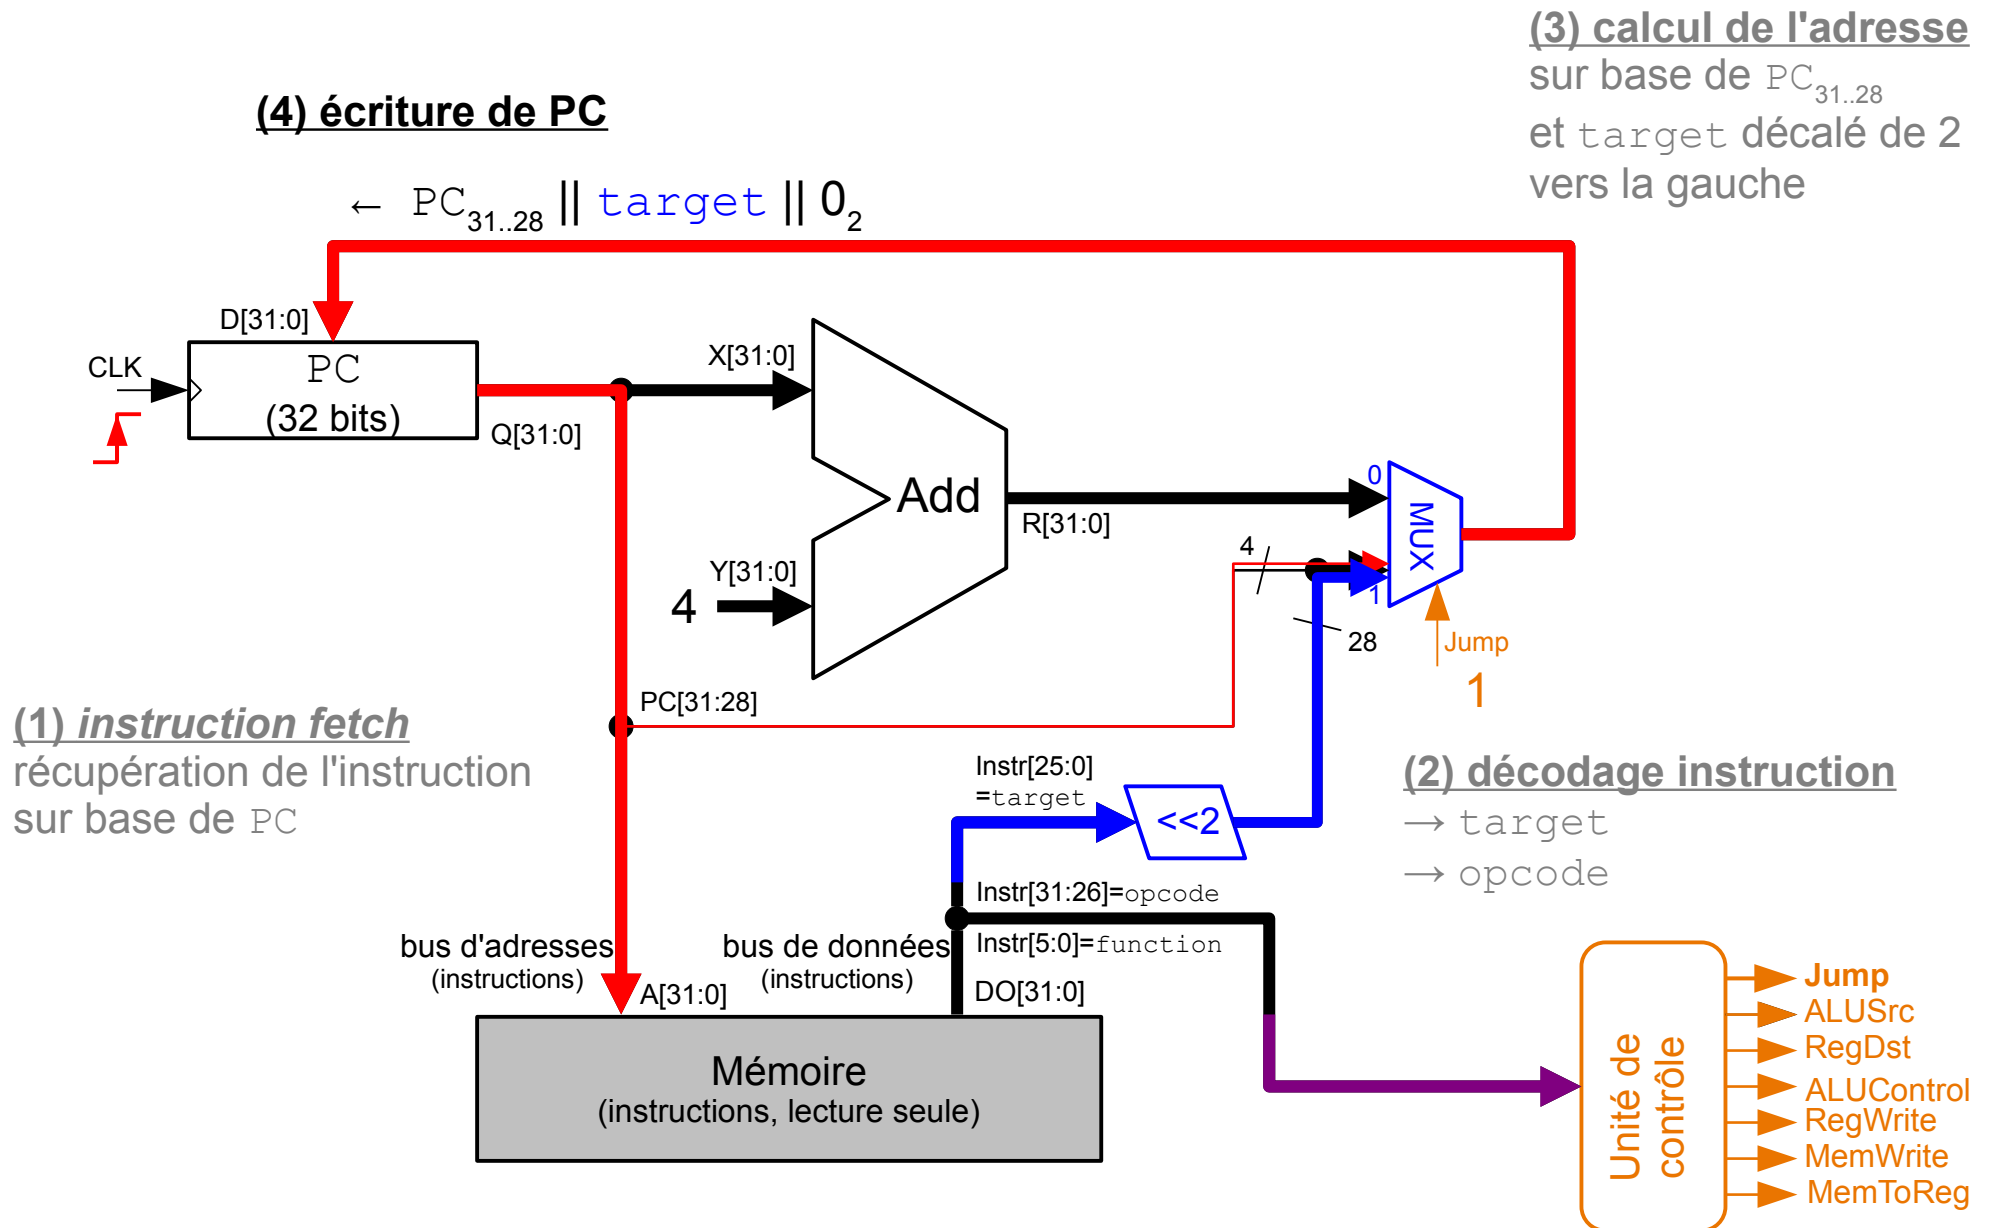 (3) calcul de l'adresse
sur base de PC31..28
et target décalé de 2
vers la gauche
(4) écriture de PC
← PC31..28 || target || 02
D[31:0]
CLK
PC
(32 bits)
Q[31:0]
X[31:0]
Add
Y[31:0]
4
R[31:0]
0
MUX
1
4
28
Jump
1
PC[31:28]
(1) instruction fetch
récupération de l'instruction
sur base de PC
Instr[25:0]
=target
<<2
(2) décodage instruction
→ target
→ opcode
Instr[31:26]=opcode
Instr[5:0]=function
bus d'adresses
(instructions)
bus de données
(instructions)
A[31:0]
DO[31:0]
Mémoire
(instructions, lecture seule)
Unité de
contrôle
Jump
ALUSrc
RegDst
ALUControl
RegWrite
MemWrite
MemToReg